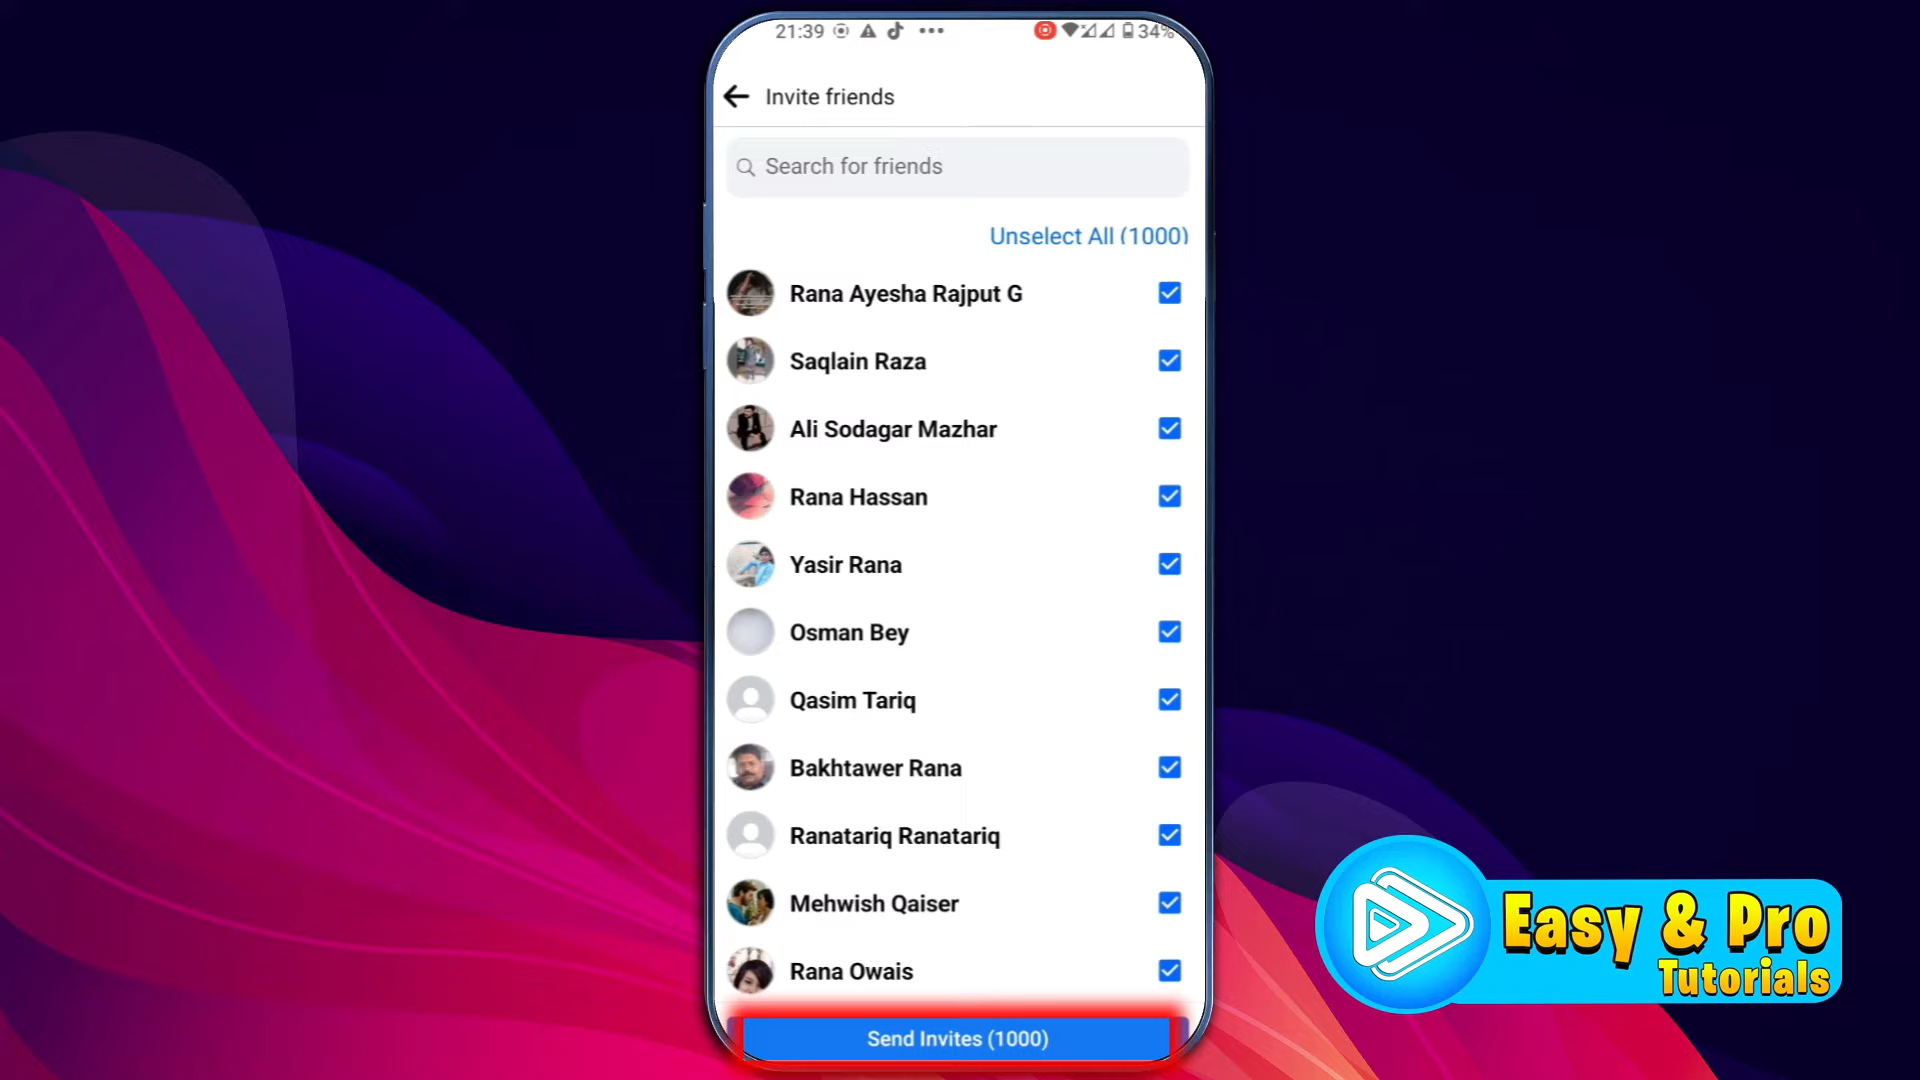 21:39 34%
Invite friends
Search for friends
Unselect All (1000)
Rana Ayesha Rajput G
Saqlain Raza
Ali Sodagar Mazhar
Rana Hassan
Yasir Rana
Osman Bey
Qasim Tariq
Bakhtawer Rana
Ranatariq Ranatariq
Mehwish Qaiser
Rana Owais
Send Invites (1000)
Easy & Pro
Tutorials